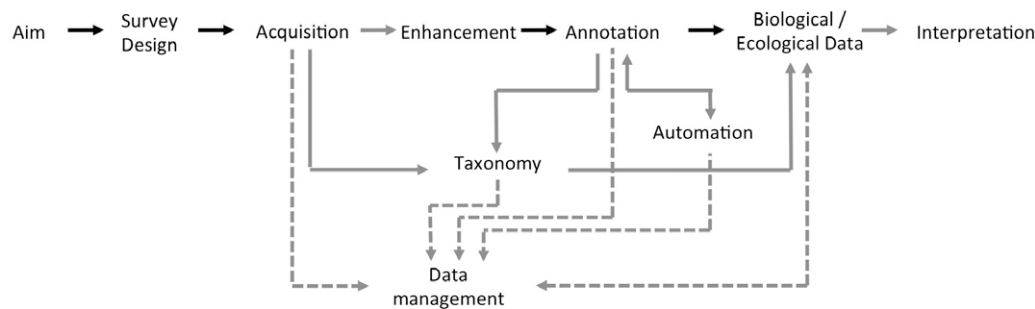 Aim
Survey
Design
Acquisition
Enhancement
Annotation
Biological /
Ecological Data
Interpretation
Automation
Taxonomy
Data
management